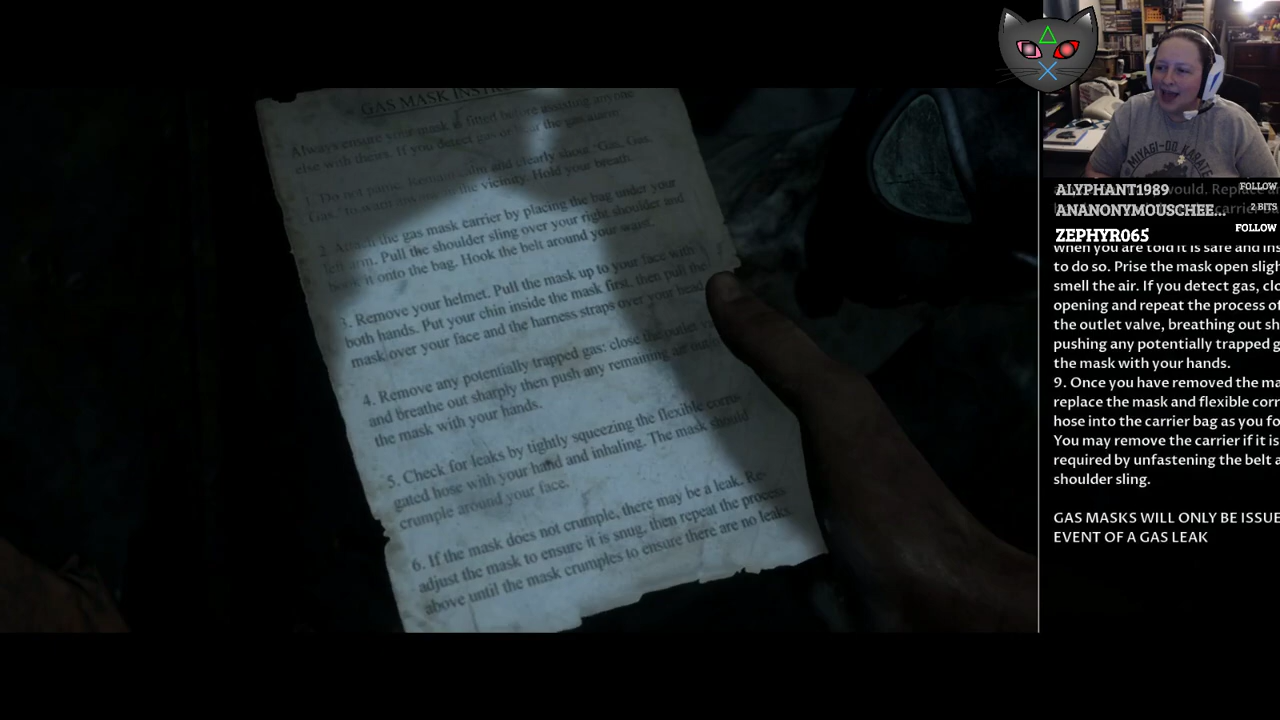 GAS MASK INSTR
Always ensure your mask is fitted before assisting anyone
else with theirs. If you detect gas or hear the gas alarm
1. Do not panic. Remain calm and clearly shout "Gas, Gas,
Gas." To warn anyone in the vicinity. Hold your breath.
2. Attach the gas mask carrier by placing the bag under your
left arm. Pull the shoulder sling over your right shoulder and
hook it onto the bag. Hook the belt around your waist.
3. Remove your helmet. Pull the mask up to your face with
both hands. Put your chin inside the mask first, then pull the
mask over your face and the harness straps over your head
4. Remove any potentially trapped gas: close the outlet
and breathe out sharply then push any remaining air out
the mask with your hands.
5. Check for leaks by tightly squeezing the flexible corru-
gated hose with your hand and inhaling. The mask should
crumple around your face.
6. If the mask does not crumple, there may be a leak. Re-
adjust the mask to ensure it is snug, then repeat the process
above until the mask crumples to ensure there are no leaks.
MIYAGI-DO KARATE
ALYPHANT1989 FOLLOW
ANANONYMOUSCHEE... 2 BITS
ZEPHYR065 FOLLOW
would. Replace
carrier
when you are told it is safe and ins
to do so. Prise the mask open sligh
smell the air. If you detect gas, clo
opening and repeat the process of
the outlet valve, breathing out sh
pushing any potentially trapped g
the mask with your hands.
9. Once you have removed the ma
replace the mask and flexible corr
hose into the carrier bag as you fo
You may remove the carrier if it is
required by unfastening the belt a
shoulder sling.
GAS MASKS WILL ONLY BE ISSUE
EVENT OF A GAS LEAK